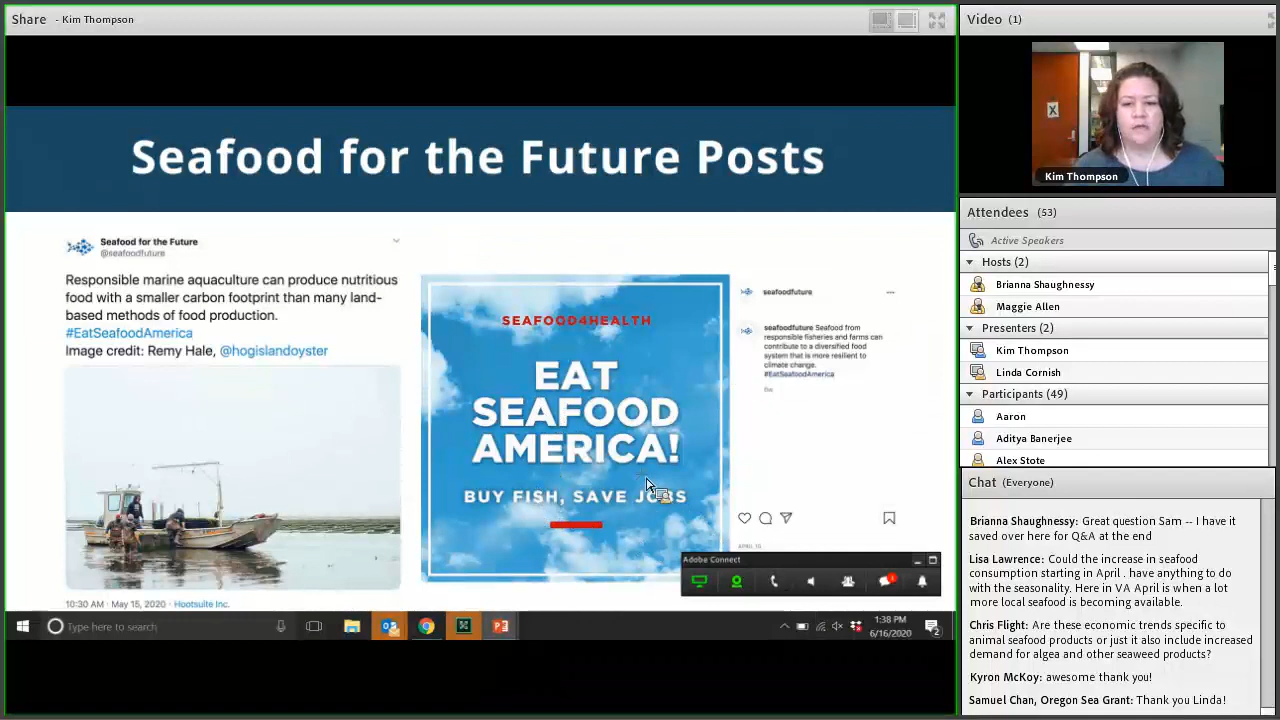 Share - Kim Thompson
Seafood for the Future Posts
Seafood for the Future
@seafoodfuture
Responsible marine aquaculture can produce nutritious
food with a smaller carbon footprint than many land-
based methods of food production.
#EatSeafoodAmerica
Image credit: Remy Hale, @hogislandoyster
10:30 AM · May 15, 2020 · Hootsuite Inc.
SEAFOOD4HEALTH
EAT
SEAFOOD
AMERICA!
BUY FISH, SAVE JOBS
seafoodfuture
seafoodfuture Seafood from
responsible fisheries and farms can
contribute to a diversified food
system that is more resilient to
climate change.
#EatSeafoodAmerica
APRIL 10
Adobe Connect
Type here to search
1:38 PM
6/16/2020
2
Video (1)
Kim Thompson
Attendees (53)
Active Speakers
Hosts (2)
Brianna Shaughnessy
Maggie Allen
Presenters (2)
Kim Thompson
Linda Cornish
Participants (49)
Aaron
Aditya Banerjee
Alex Stote
Chat (Everyone)
Brianna Shaughnessy: Great question Sam -- I have it
saved over here for Q&A at the end
Lisa Lawrence: Could the increase in seafood
consumption starting in April  have anything to do
with the seasonality. Here in VA April is when a lot
more local seafood is becoming available.
Chris Flight: Are these economic trends specific to
animal seafood products or just it also include increased
demand for algea and other seaweed products?
Kyron McKoy: awesome thank you!
Samuel Chan, Oregon Sea Grant: Thank you Linda!